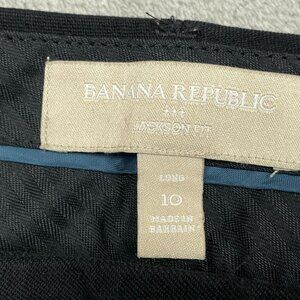 BANANA REPUBLIC
JACKSON FIT
LONG
10
MADE IN
BAHRAIN